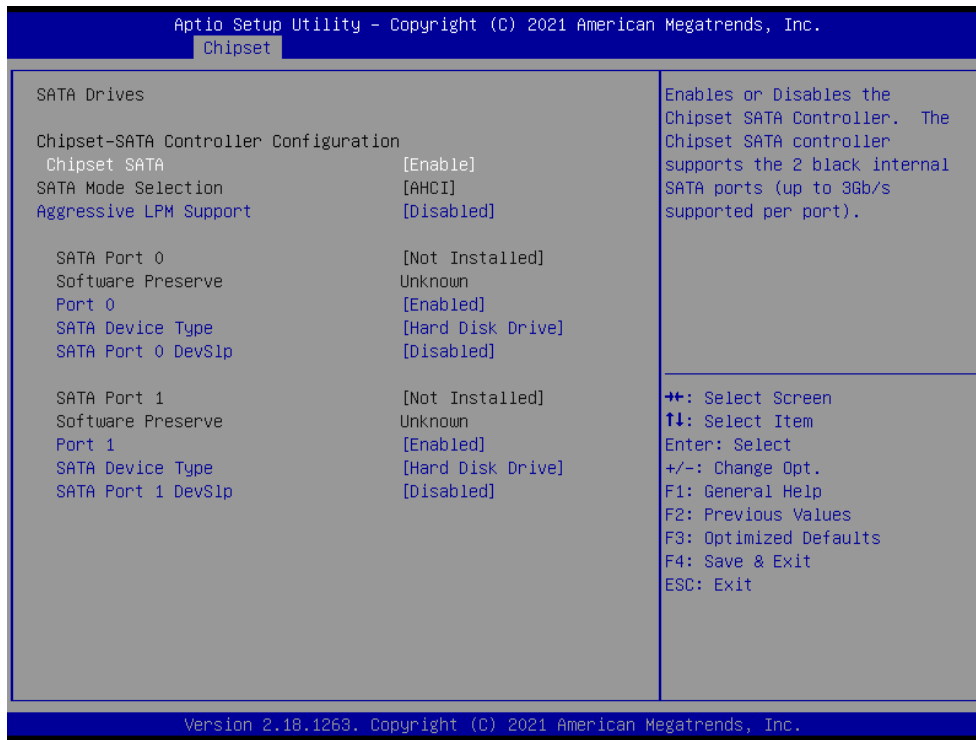 Aptio Setup Utility – Copyright (C) 2021 American Megatrends, Inc.
Chipset
SATA Drives
Chipset-SATA Controller Configuration
Chipset SATA [Enable]
SATA Mode Selection [AHCI]
Aggressive LPM Support [Disabled]
SATA Port 0 [Not Installed]
Software Preserve Unknown
Port 0 [Enabled]
SATA Device Type [Hard Disk Drive]
SATA Port 0 DevSlp [Disabled]
SATA Port 1 [Not Installed]
Software Preserve Unknown
Port 1 [Enabled]
SATA Device Type [Hard Disk Drive]
SATA Port 1 DevSlp [Disabled]
Enables or Disables the
Chipset SATA Controller. The
Chipset SATA controller
supports the 2 black internal
SATA ports (up to 3Gb/s
supported per port).
→←: Select Screen
↑↓: Select Item
Enter: Select
+/-: Change Opt.
F1: General Help
F2: Previous Values
F3: Optimized Defaults
F4: Save & Exit
ESC: Exit
Version 2.18.1263. Copyright (C) 2021 American Megatrends, Inc.